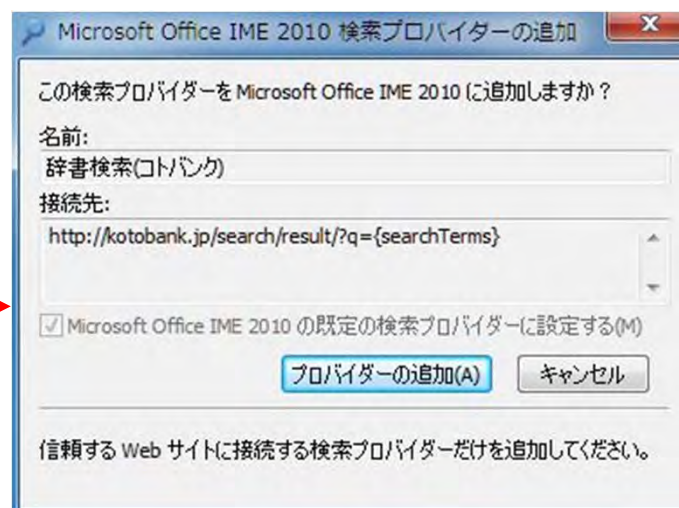 Microsoft Office IME 2010 検索プロバイダーの追加
この検索プロバイダーを Microsoft Office IME 2010 に追加しますか？
名前:
辞書検索(コトバンク)
接続先:
http://kotobank.jp/search/result/?q={searchTerms}
Microsoft Office IME 2010 の既定の検索プロバイダーに設定する(M)
プロバイダーの追加(A) キャンセル
信頼する Web サイトに接続する検索プロバイダーだけを追加してください。